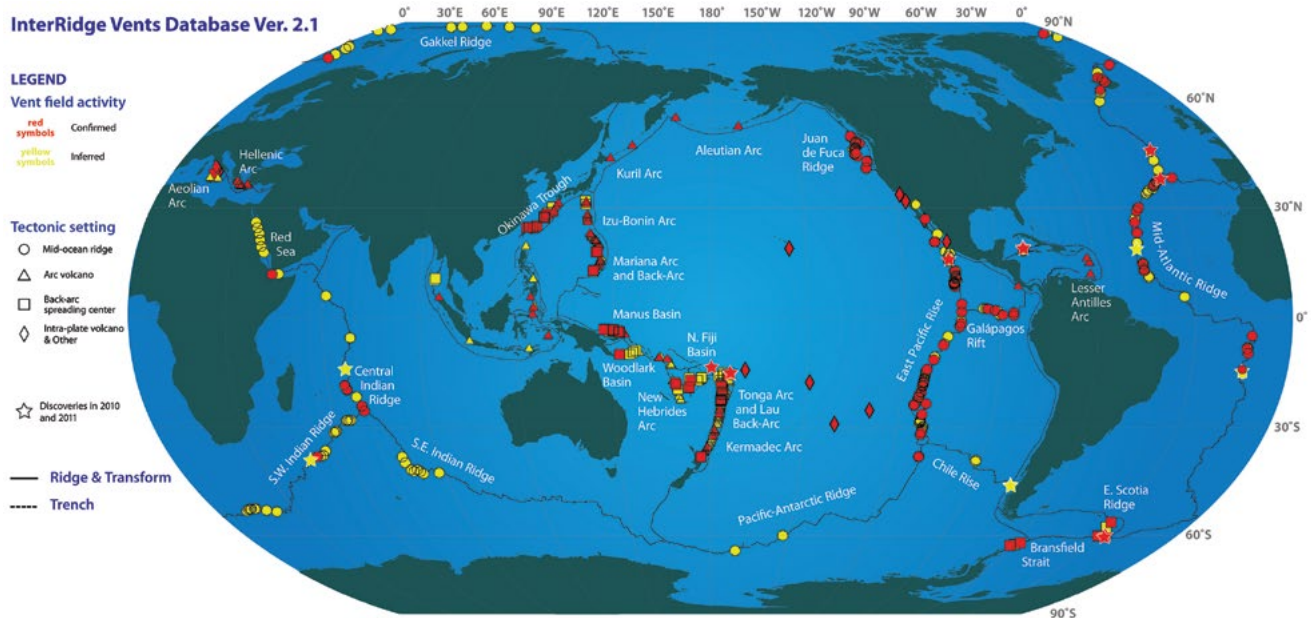 InterRidge Vents Database Ver. 2.1
0° 30°E 60°E 90°E 120°E 150°E 180°E 150°W 120°W 90°W 60°W 30°W 0° 90°N
Gakkel Ridge
LEGEND
Vent field activity
red symbols Confirmed
yellow symbols Inferred
60°N
Hellenic
Arc
Aeolian
Arc
Aleutian Arc
Kuril Arc
Juan
de Fuca
Ridge
Okinawa Trough
30°N
Tectonic setting
Mid-ocean ridge
Arc volcano
Back-arc
spreading center
Intra-plate volcano
& Other
Discoveries in 2010
and 2011
Ridge & Transform
Trench
Red
Sea
Izu-Bonin Arc
Mariana Arc
and Back-Arc
Mid-Atlantic Ridge
Lesser
Antilles
Arc
Manus Basin
N. Fiji
Basin
Galápagos
Rift
0°
East Pacific Rise
Central
Indian
Ridge
Woodlark
Basin
New
Hebrides
Arc
Tonga Arc
and Lau
Back-Arc
Kermadec Arc
30°S
S.W. Indian Ridge
S.E. Indian Ridge
Chile Rise
Pacific-Antarctic Ridge
E. Scotia
Ridge
60°S
Bransfield
Strait
90°S